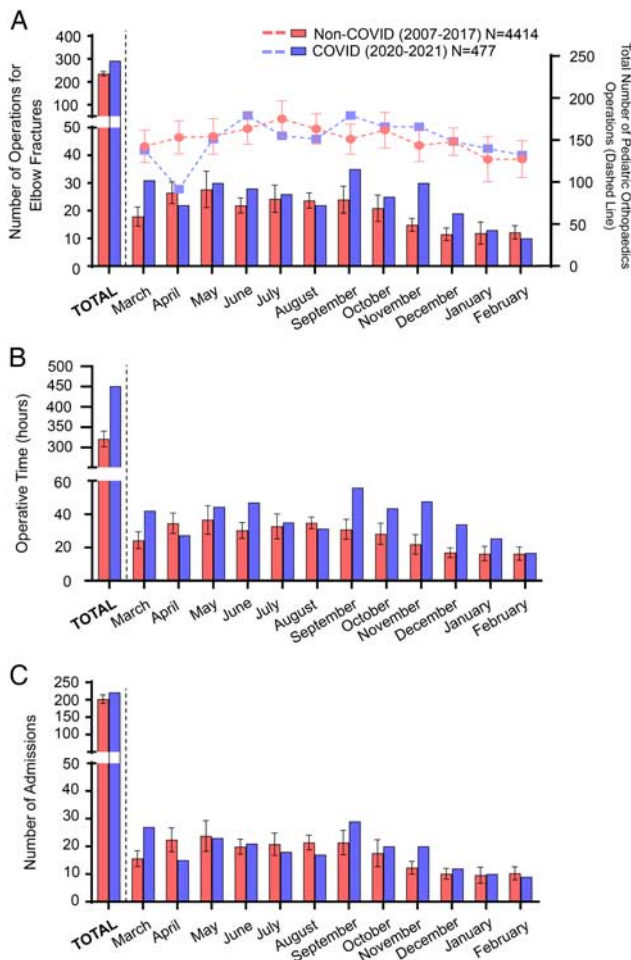 A
Non-COVID (2007-2017) N=4414
COVID (2020-2021) N=477
Number of Operations for
Elbow Fractures
400
300
200
100
50
40
30
20
10
0
250
200
150
100
50
0
Total Number of Pediatric Orthopaedics
Operations (Dashed Line)
TOTAL
March
April
May
June
July
August
September
October
November
December
January
February
B
Operative Time (hours)
500
450
400
350
300
60
40
20
0
TOTAL
March
April
May
June
July
August
September
October
November
December
January
February
C
Number of Admissions
250
200
150
100
50
40
30
20
10
0
TOTAL
March
April
May
June
July
August
September
October
November
December
January
February